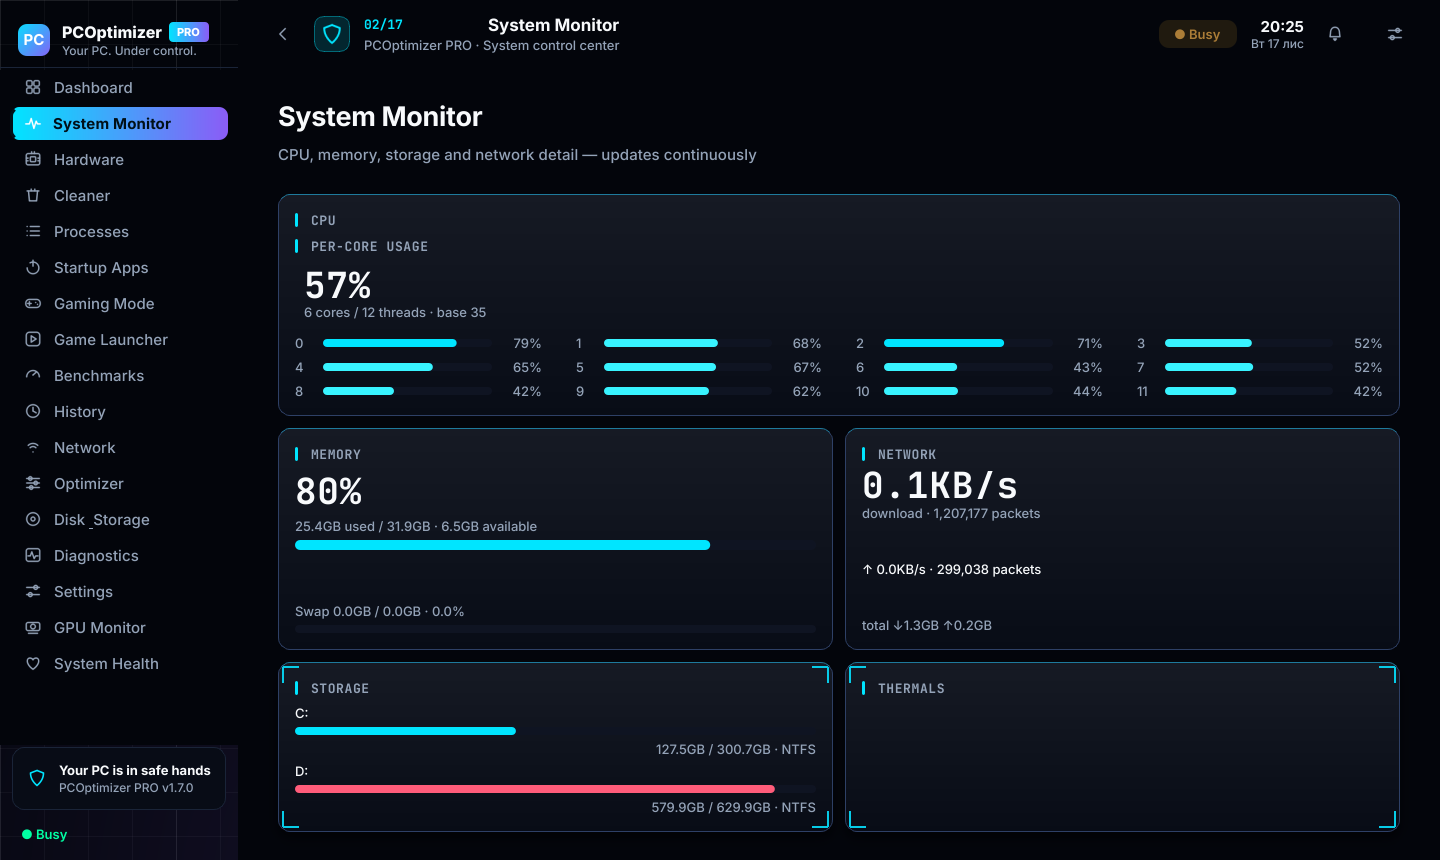 PC PCOptimizer PRO
Your PC. Under control.
Dashboard
System Monitor
Hardware
Cleaner
Processes
Startup Apps
Gaming Mode
Game Launcher
Benchmarks
History
Network
Optimizer
Disk _Storage
Diagnostics
Settings
GPU Monitor
System Health
Your PC is in safe hands
PCOptimizer PRO v1.7.0
Busy
02/17 System Monitor
PCOptimizer PRO · System control center
Busy
20:25
Вт 17 лис
System Monitor
CPU, memory, storage and network detail — updates continuously
CPU
PER-CORE USAGE
57%
6 cores / 12 threads · base 35
0 79% 1 68% 2 71% 3 52%
4 65% 5 67% 6 43% 7 52%
8 42% 9 62% 10 44% 11 42%
MEMORY
80%
25.4GB used / 31.9GB · 6.5GB available
Swap 0.0GB / 0.0GB · 0.0%
NETWORK
0.1KB/s
download · 1,207,177 packets
↑ 0.0KB/s · 299,038 packets
total ↓1.3GB ↑0.2GB
STORAGE
C:
127.5GB / 300.7GB · NTFS
D:
579.9GB / 629.9GB · NTFS
THERMALS